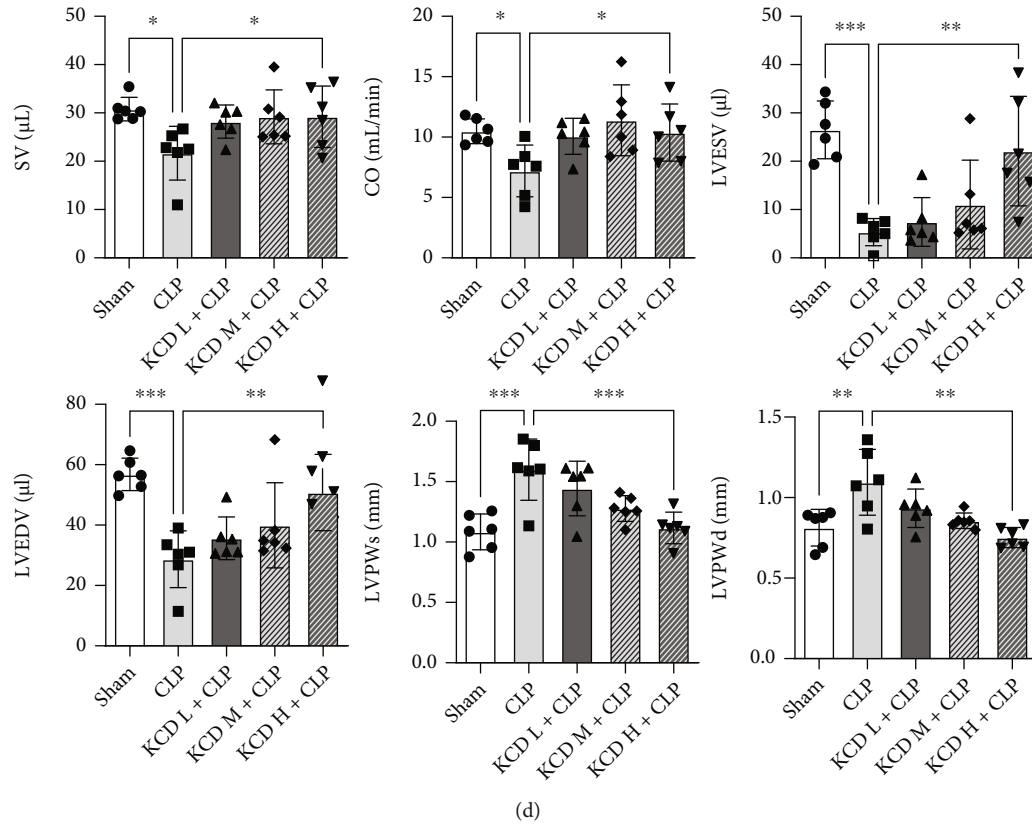 * *
SV (μL)
50
40
30
20
10
0
Sham
CLP
KCD L + CLP
KCD M + CLP
KCD H + CLP
* *
CO (mL/min)
20
15
10
5
0
Sham
CLP
KCD L + CLP
KCD M + CLP
KCD H + CLP
*** **
LVESV (μl)
50
40
30
20
10
0
Sham
CLP
KCD L + CLP
KCD M + CLP
KCD H + CLP
*** **
LVEDV (μl)
80
60
40
20
0
Sham
CLP
KCD L + CLP
KCD M + CLP
KCD H + CLP
*** ***
LVPWs (mm)
2.0
1.5
1.0
0.5
0.0
Sham
CLP
KCD L + CLP
KCD M + CLP
KCD H + CLP
** **
LVPWd (mm)
1.5
1.0
0.5
0.0
Sham
CLP
KCD L + CLP
KCD M + CLP
KCD H + CLP
(d)